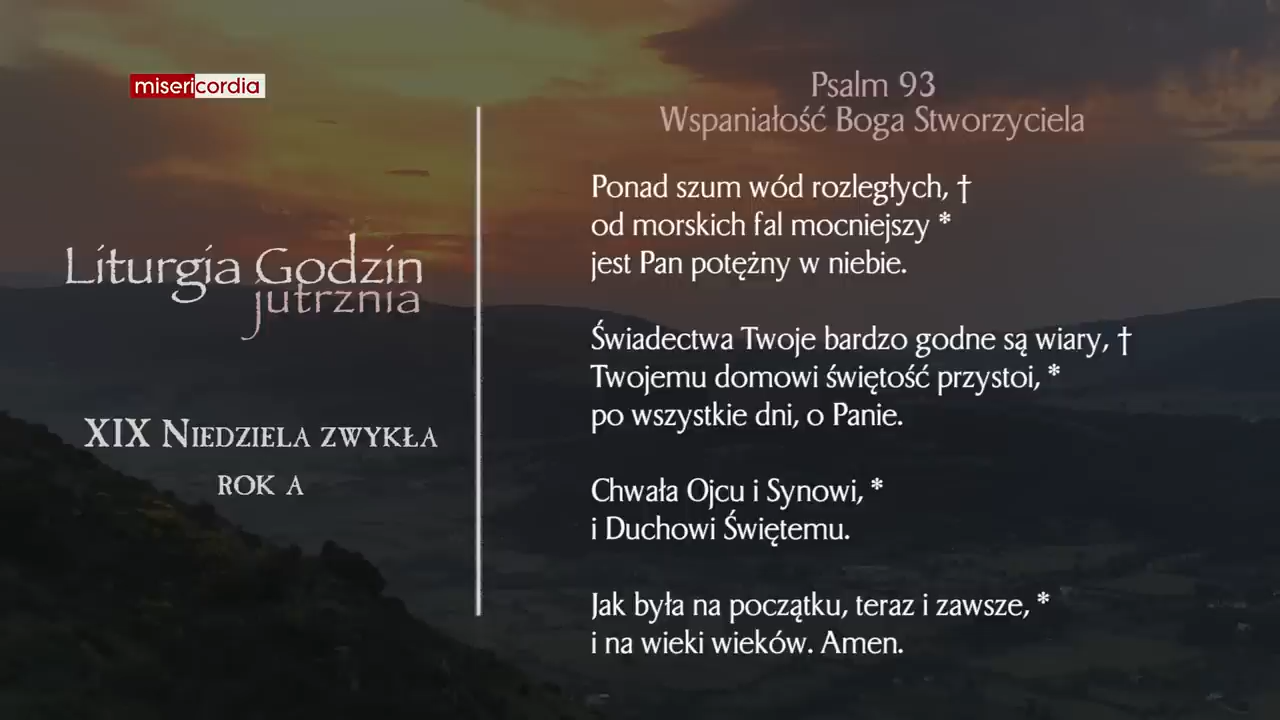 misericordia
Liturgia Godzin
jutrznia
XIX Niedziela zwykła
rok A
Psalm 93
Wspaniałość Boga Stworzyciela
Ponad szum wód rozległych, †
od morskich fal mocniejszy *
jest Pan potężny w niebie.
Świadectwa Twoje bardzo godne są wiary, †
Twojemu domowi świętość przystoi, *
po wszystkie dni, o Panie.
Chwała Ojcu i Synowi, *
i Duchowi Świętemu.
Jak była na początku, teraz i zawsze, *
i na wieki wieków. Amen.